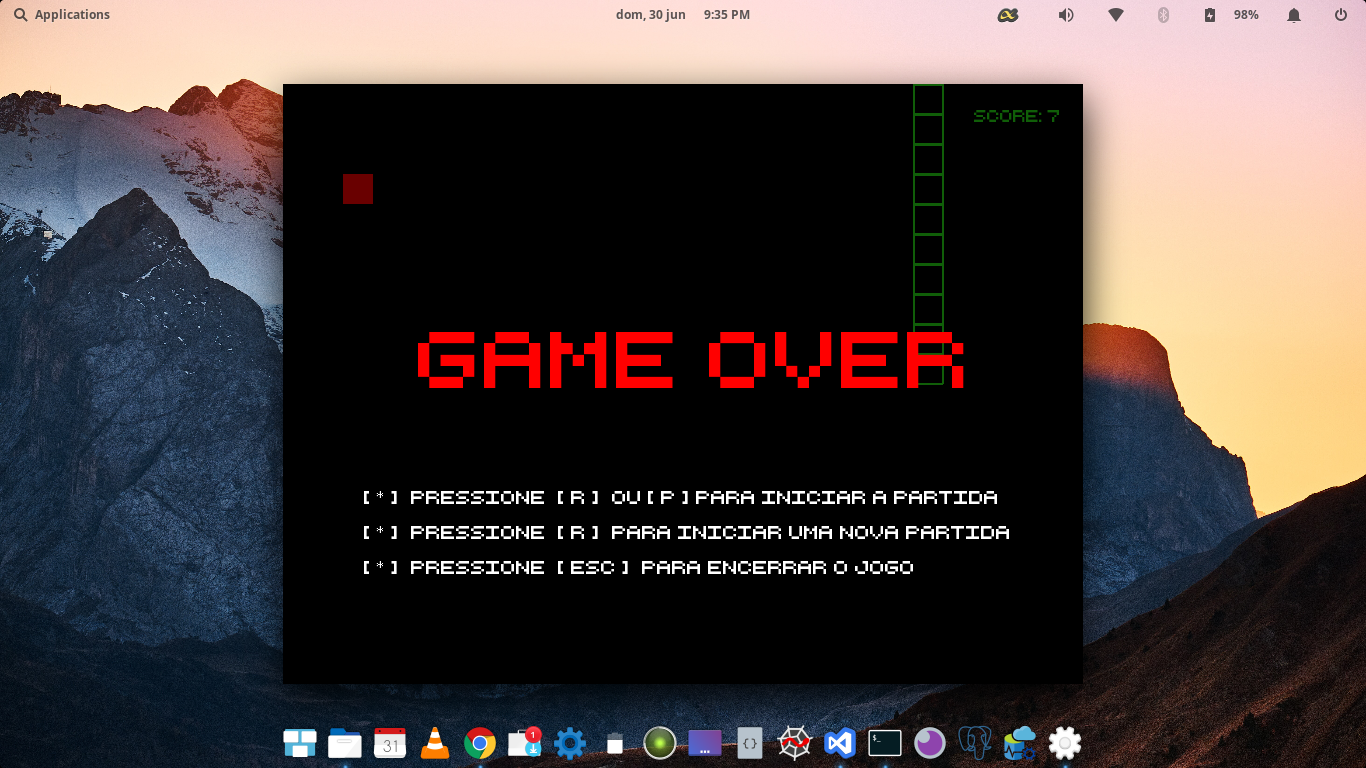 Applications
dom, 30 jun 9:35 PM
98%
SCORE: 7
GAME OVER
[*] PRESSIONE [R] OU[P]PARA INICIAR A PARTIDA
[*] PRESSIONE [R] PARA INICIAR UMA NOVA PARTIDA
[*] PRESSIONE [ESC] PARA ENCERRAR O JOGO
31
1
...
{}
$_